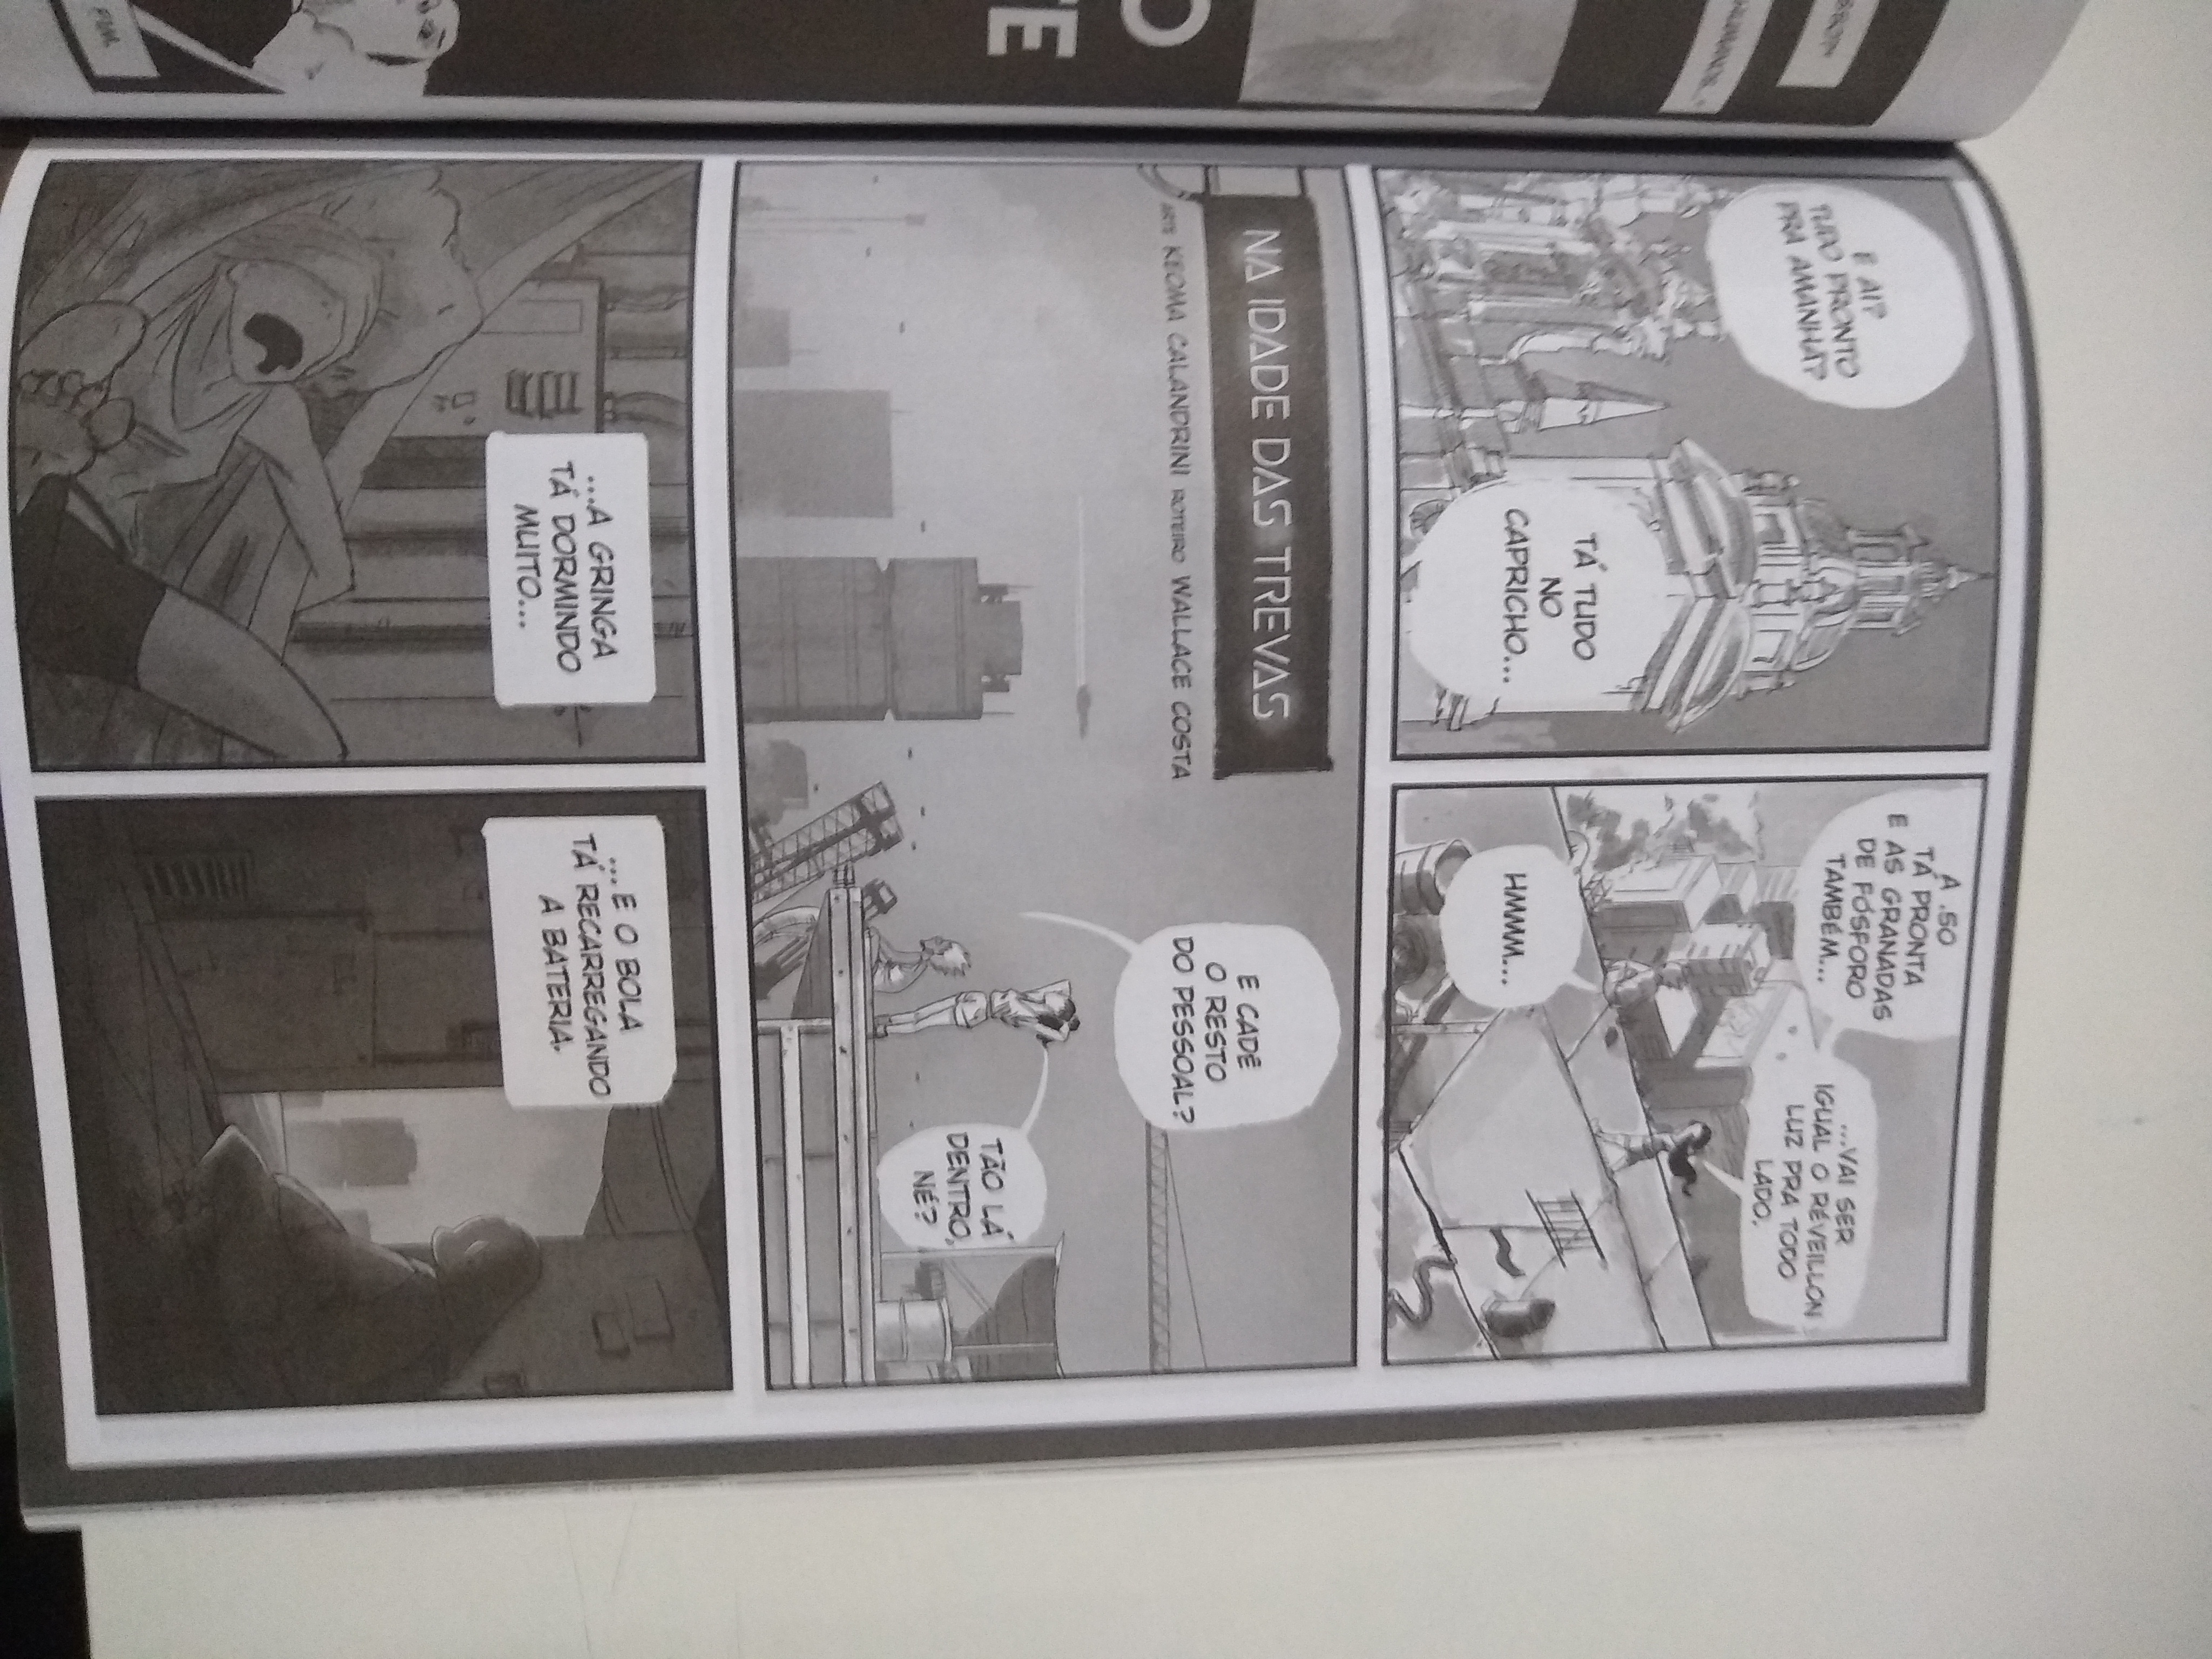 E AI?
TUDO PRONTO
PRA AMANHÃ?
TÁ TUDO
NO
CAPRICHO...
A .50
TÁ PRONTA
E AS GRANADAS
DE FÓSFORO
TAMBÉM...
...VAI SER
IGUAL O RÉVEILLON
LUZ PRA TODO
LADO.
HMMM...
NA IDADE DAS TREVAS
ARTE KEOMA CALANDRINI ROTEIRO WALLACE COSTA
E CADÊ
O RESTO
DO PESSOAL?
TÃO LÁ
DENTRO,
NÉ?
...A GRINGA
TÁ DORMINDO
MUITO...
...E O BOLA
TÁ RECARREGANDO
A BATERIA.
FIM.